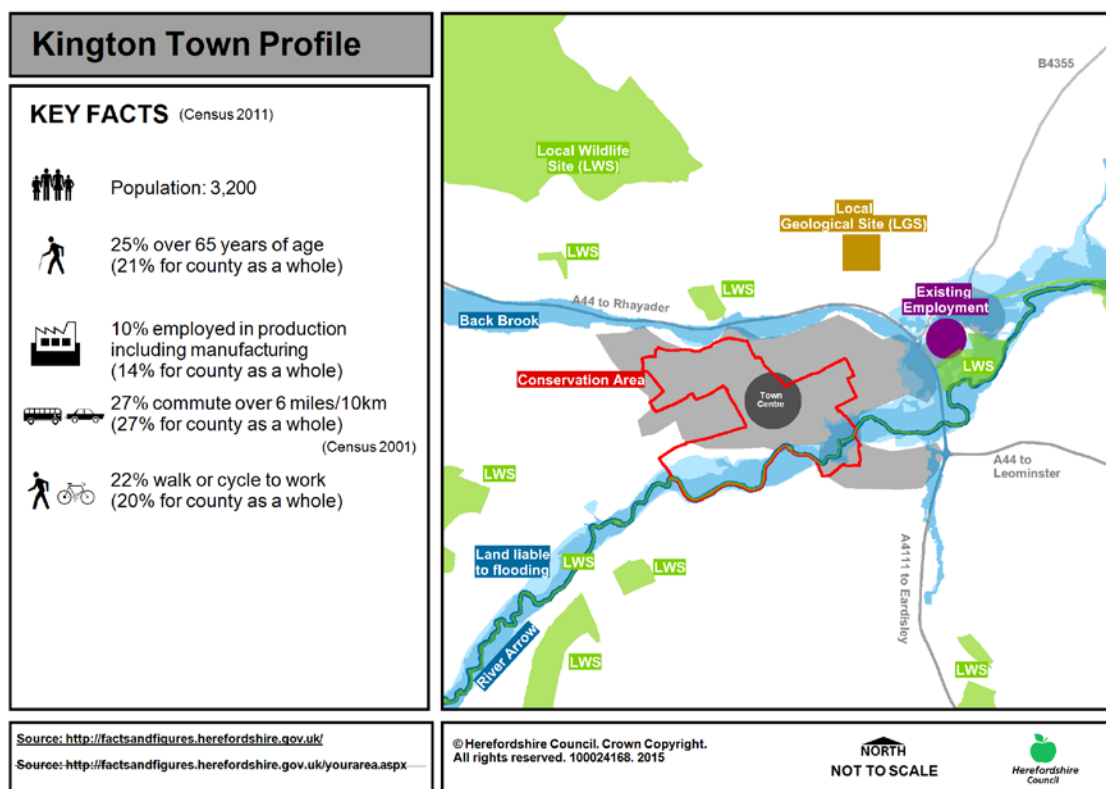 Kington Town Profile
KEY FACTS (Census 2011)
Population: 3,200
25% over 65 years of age
(21% for county as a whole)
10% employed in production
including manufacturing
(14% for county as a whole)
27% commute over 6 miles/10km
(27% for county as a whole)
(Census 2001)
22% walk or cycle to work
(20% for county as a whole)
Source: http://factsandfigures.herefordshire.gov.uk/
Source: http://factsandfigures.herefordshire.gov.uk/yourarea.aspx
B4355
Local Wildlife
Site (LWS)
Local
Geological Site (LGS)
LWS
LWS
A44 to Rhayader
Existing
Employment
Back Brook
LWS
Conservation Area
Town
Centre
A44 to
Leominster
LWS
A4111 to Eardisley
Land liable
to flooding
LWS
LWS
River Arrow
LWS
LWS
© Herefordshire Council. Crown Copyright.
All rights reserved. 100024168. 2015
NORTH
NOT TO SCALE
Herefordshire
Council